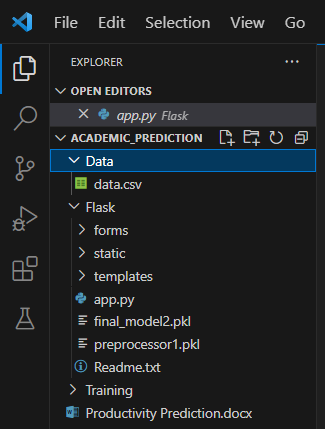 File Edit Selection View Go
EXPLORER
OPEN EDITORS
app.py Flask
ACADEMIC_PREDICTION
Data
data.csv
Flask
forms
static
templates
app.py
final_model2.pkl
preprocessor1.pkl
Readme.txt
Training
Productivity Prediction.docx